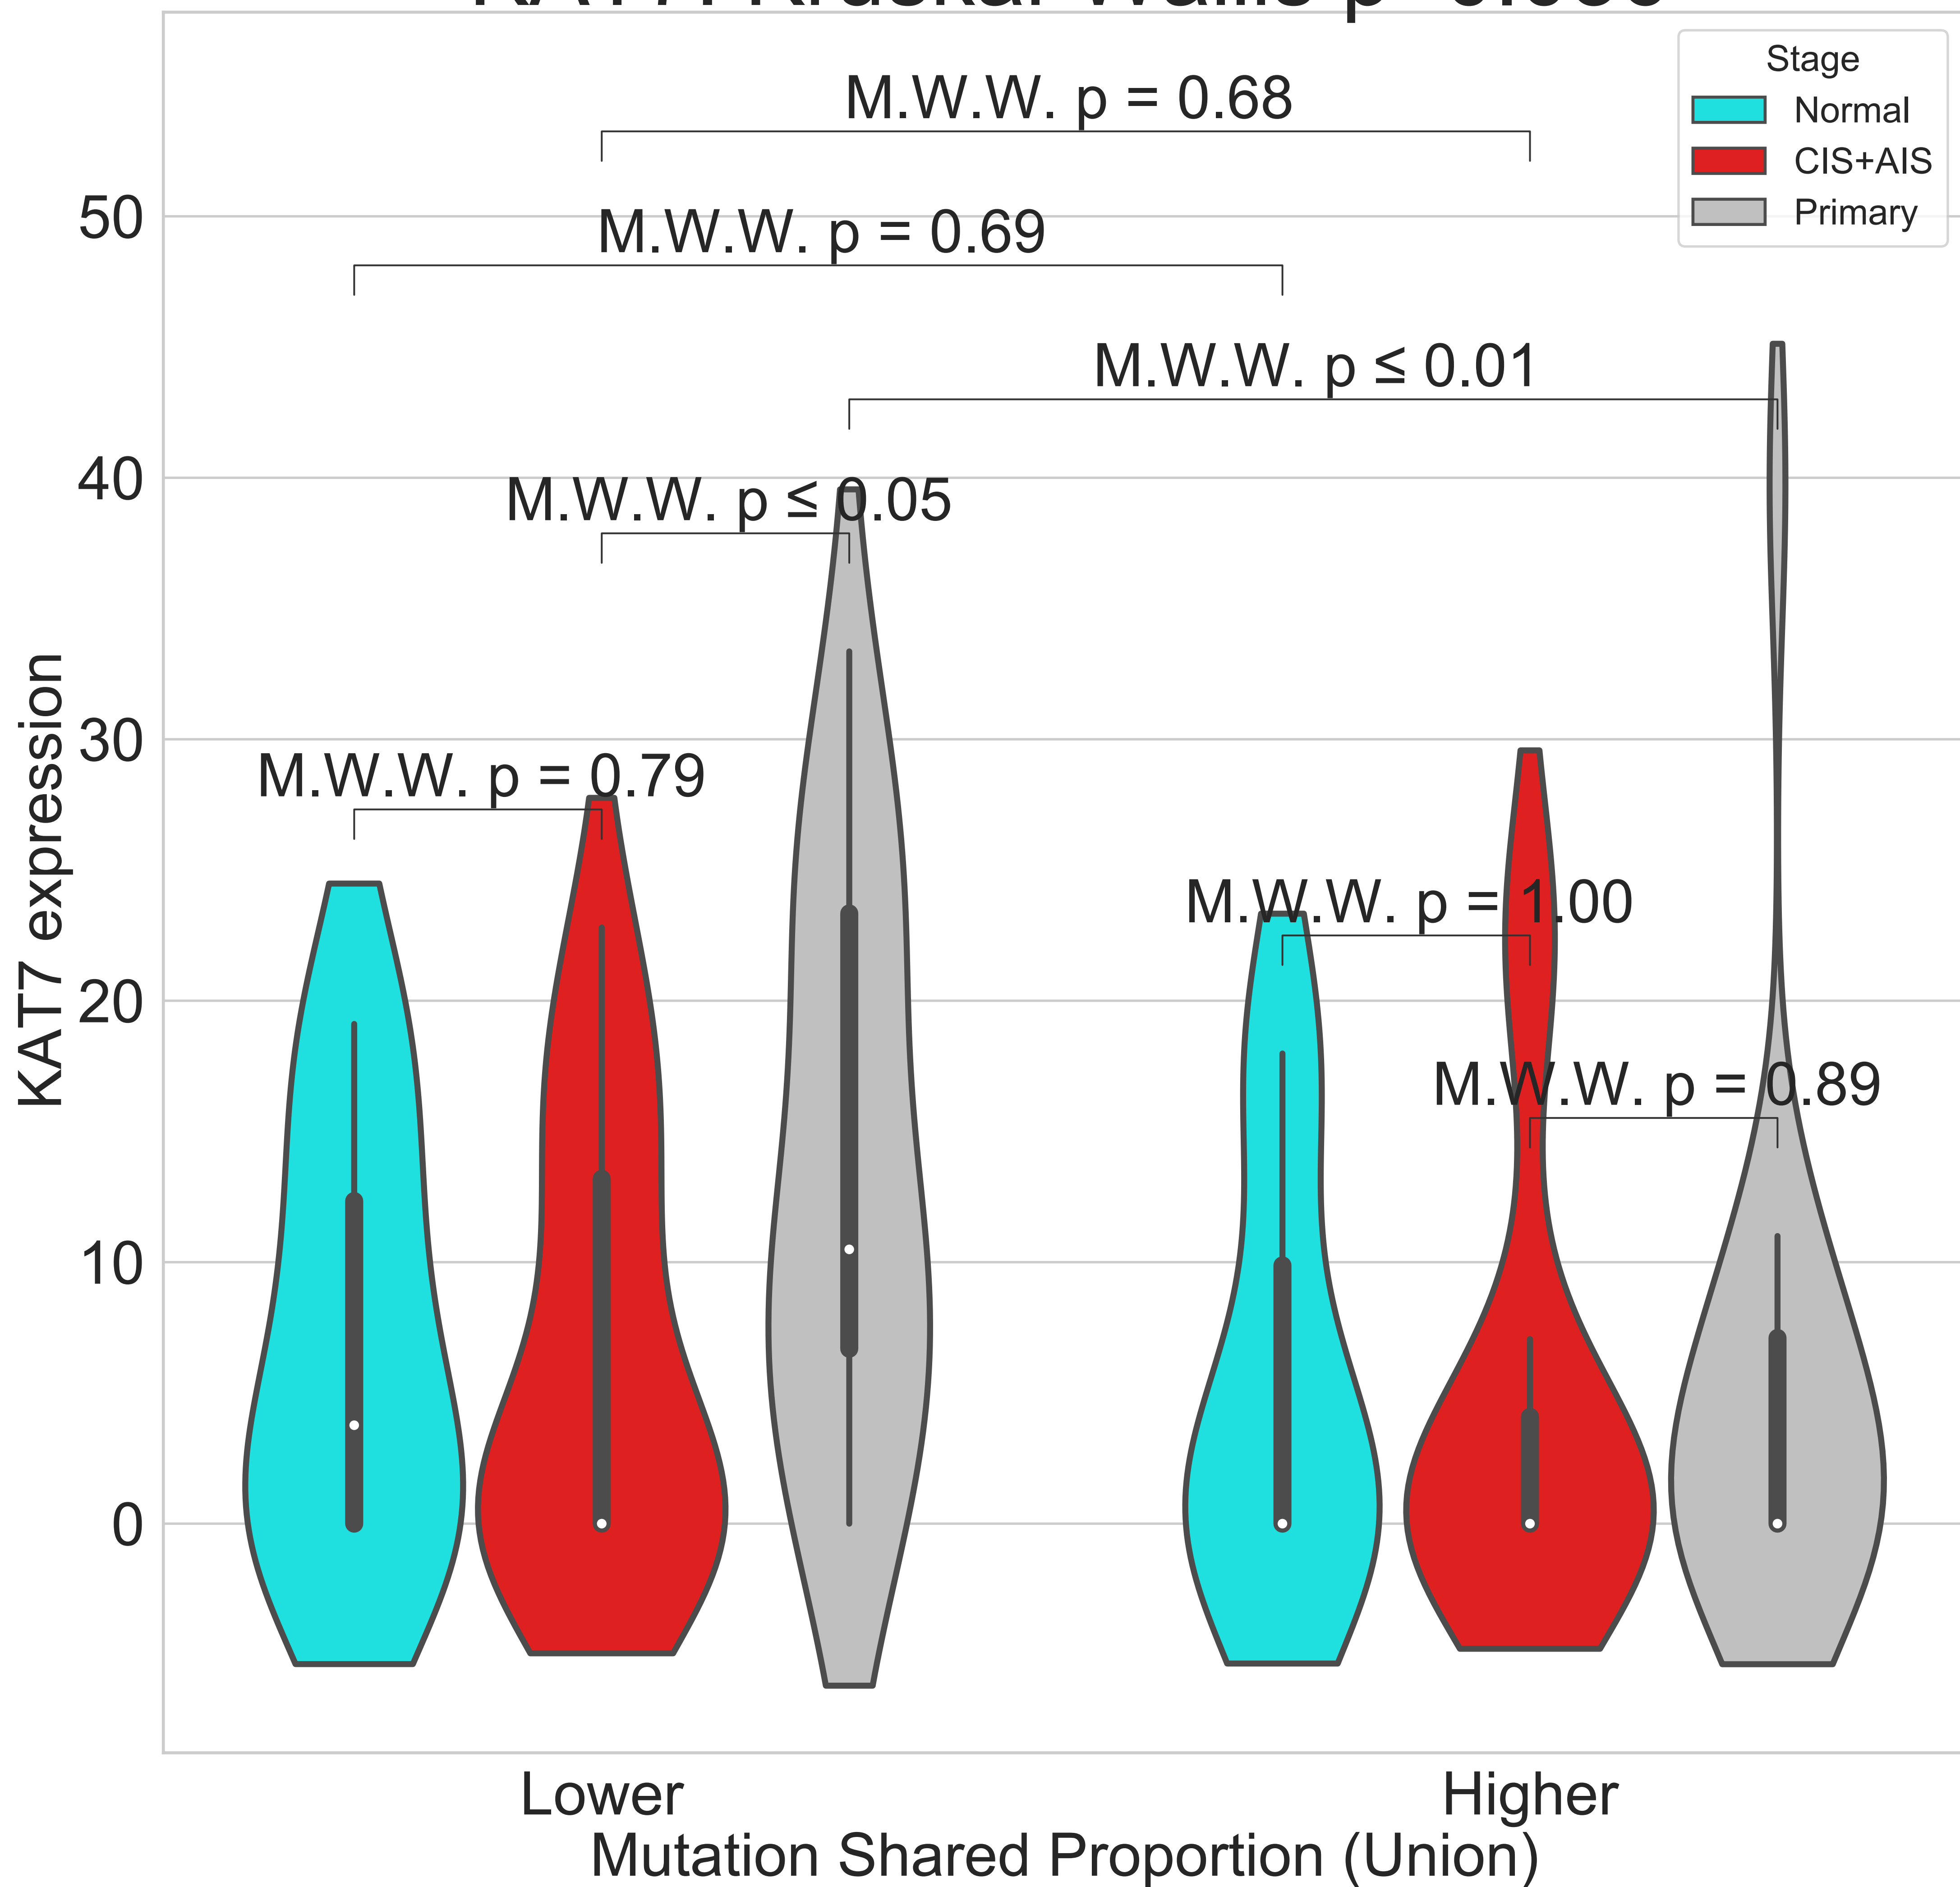 Stage
Normal
CIS+AIS
Primary
M.W.W. p = 0.68
M.W.W. p = 0.69
M.W.W. p ≤ 0.01
M.W.W. p ≤ 0.05
M.W.W. p = 0.79
M.W.W. p = 1.00
M.W.W. p = 0.89
50
40
30
20
10
0
KAT7 expression
Lower
Higher
Mutation Shared Proportion (Union)